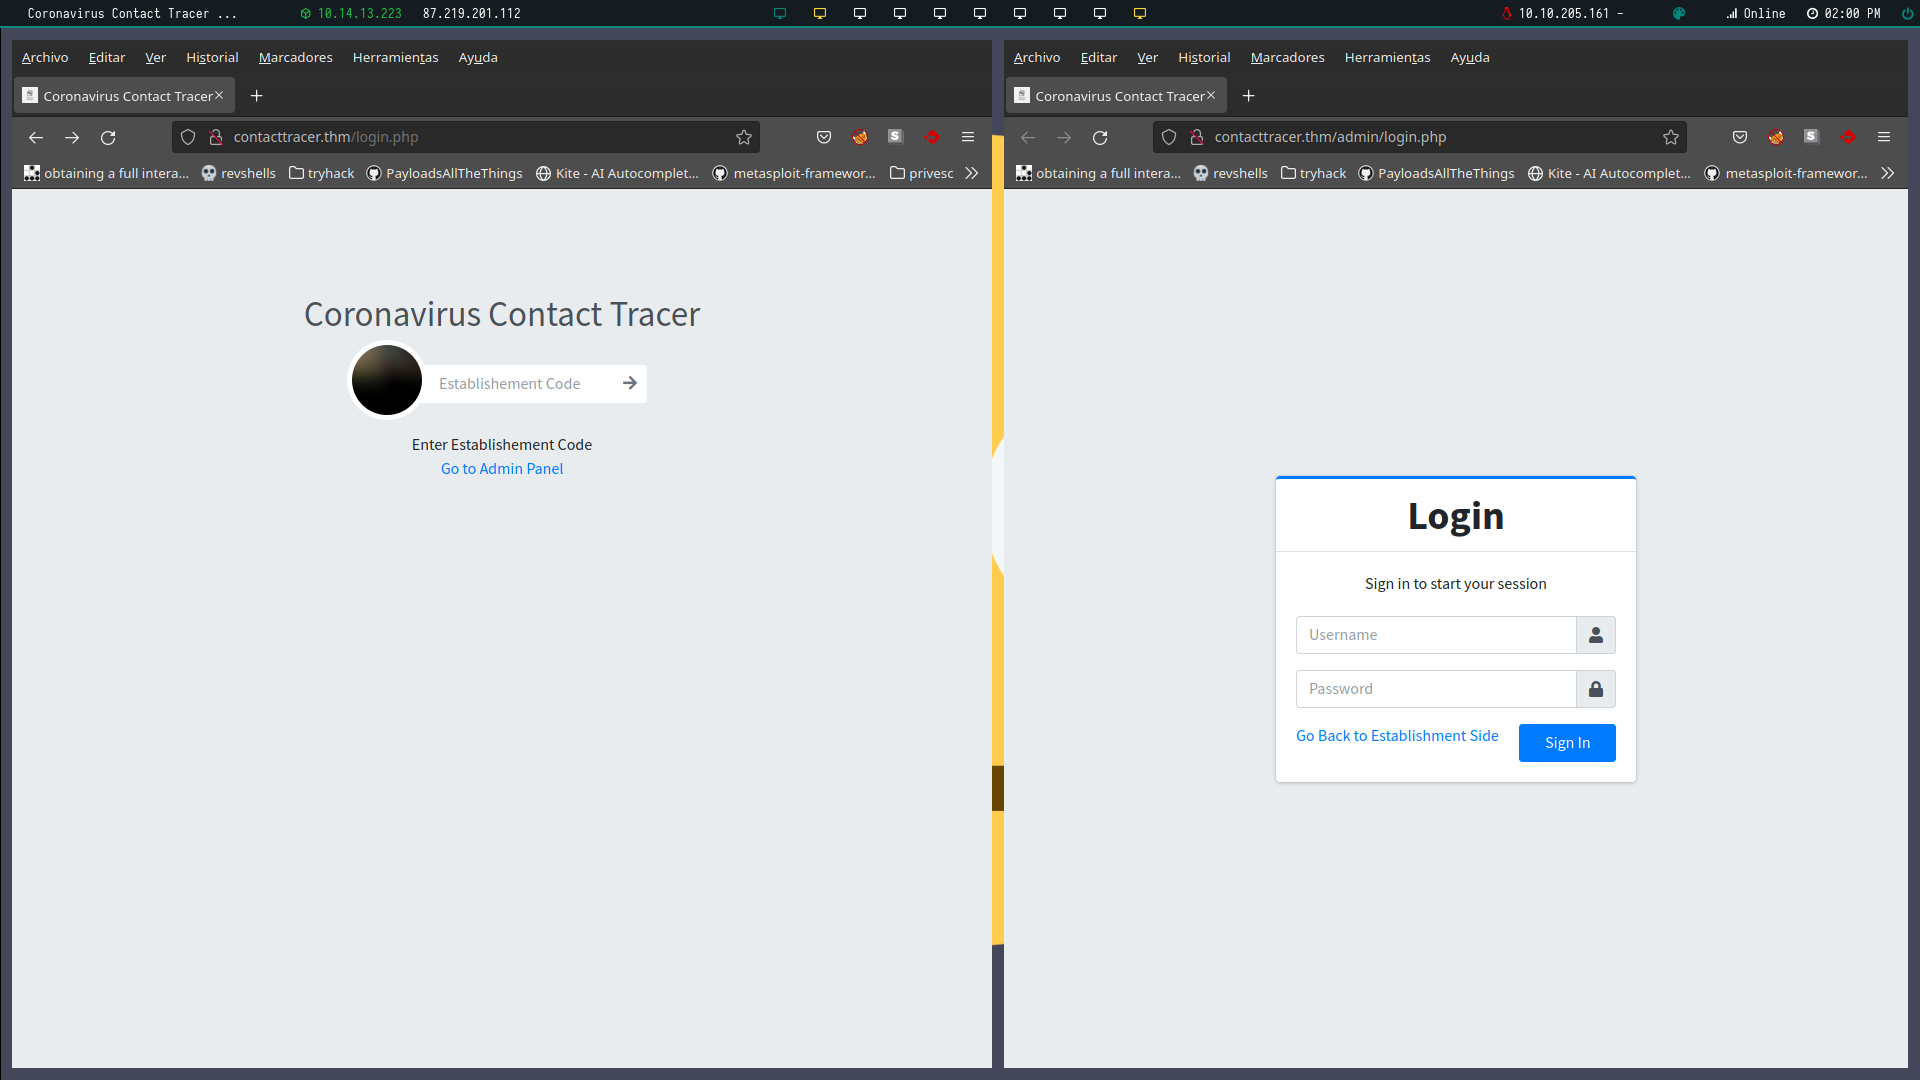 Coronavirus Contact Tracer ... 10.14.13.223 87.219.201.112 10.10.205.161 – Online 02:00 PM
Archivo Editar Ver Historial Marcadores Herramientas Ayuda
Coronavirus Contact Tracer
contacttracer.thm/login.php
obtaining a full intera... revshells tryhack PayloadsAllTheThings Kite - AI Autocomplet... metasploit-framewor... privesc
Coronavirus Contact Tracer
Establishement Code
Enter Establishement Code
Go to Admin Panel
Archivo Editar Ver Historial Marcadores Herramientas Ayuda
Coronavirus Contact Tracer
contacttracer.thm/admin/login.php
obtaining a full intera... revshells tryhack PayloadsAllTheThings Kite - AI Autocomplet... metasploit-framewor...
Login
Sign in to start your session
Username
Password
Go Back to Establishment Side
Sign In